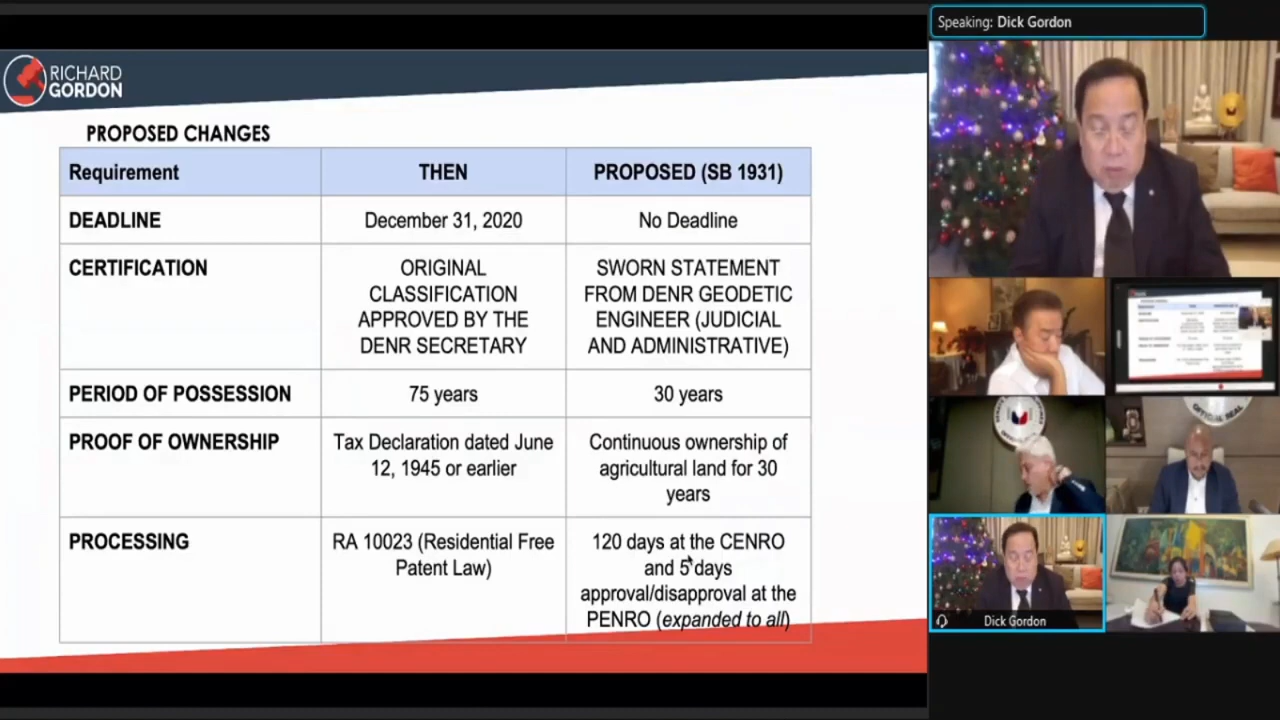 Speaking: Dick Gordon
RICHARD
GORDON
PROPOSED CHANGES
Requirement THEN PROPOSED (SB 1931)
DEADLINE December 31, 2020 No Deadline
CERTIFICATION ORIGINAL SWORN STATEMENT
CLASSIFICATION FROM DENR GEODETIC
APPROVED BY THE ENGINEER (JUDICIAL
DENR SECRETARY AND ADMINISTRATIVE)
PERIOD OF POSSESSION 75 years 30 years
PROOF OF OWNERSHIP Tax Declaration dated June Continuous ownership of
12, 1945 or earlier agricultural land for 30
years
PROCESSING RA 10023 (Residential Free 120 days at the CENRO
Patent Law) and 5 days
approval/disapproval at the
PENRO (expanded to all)
OFFICIAL SEAL
Dick Gordon